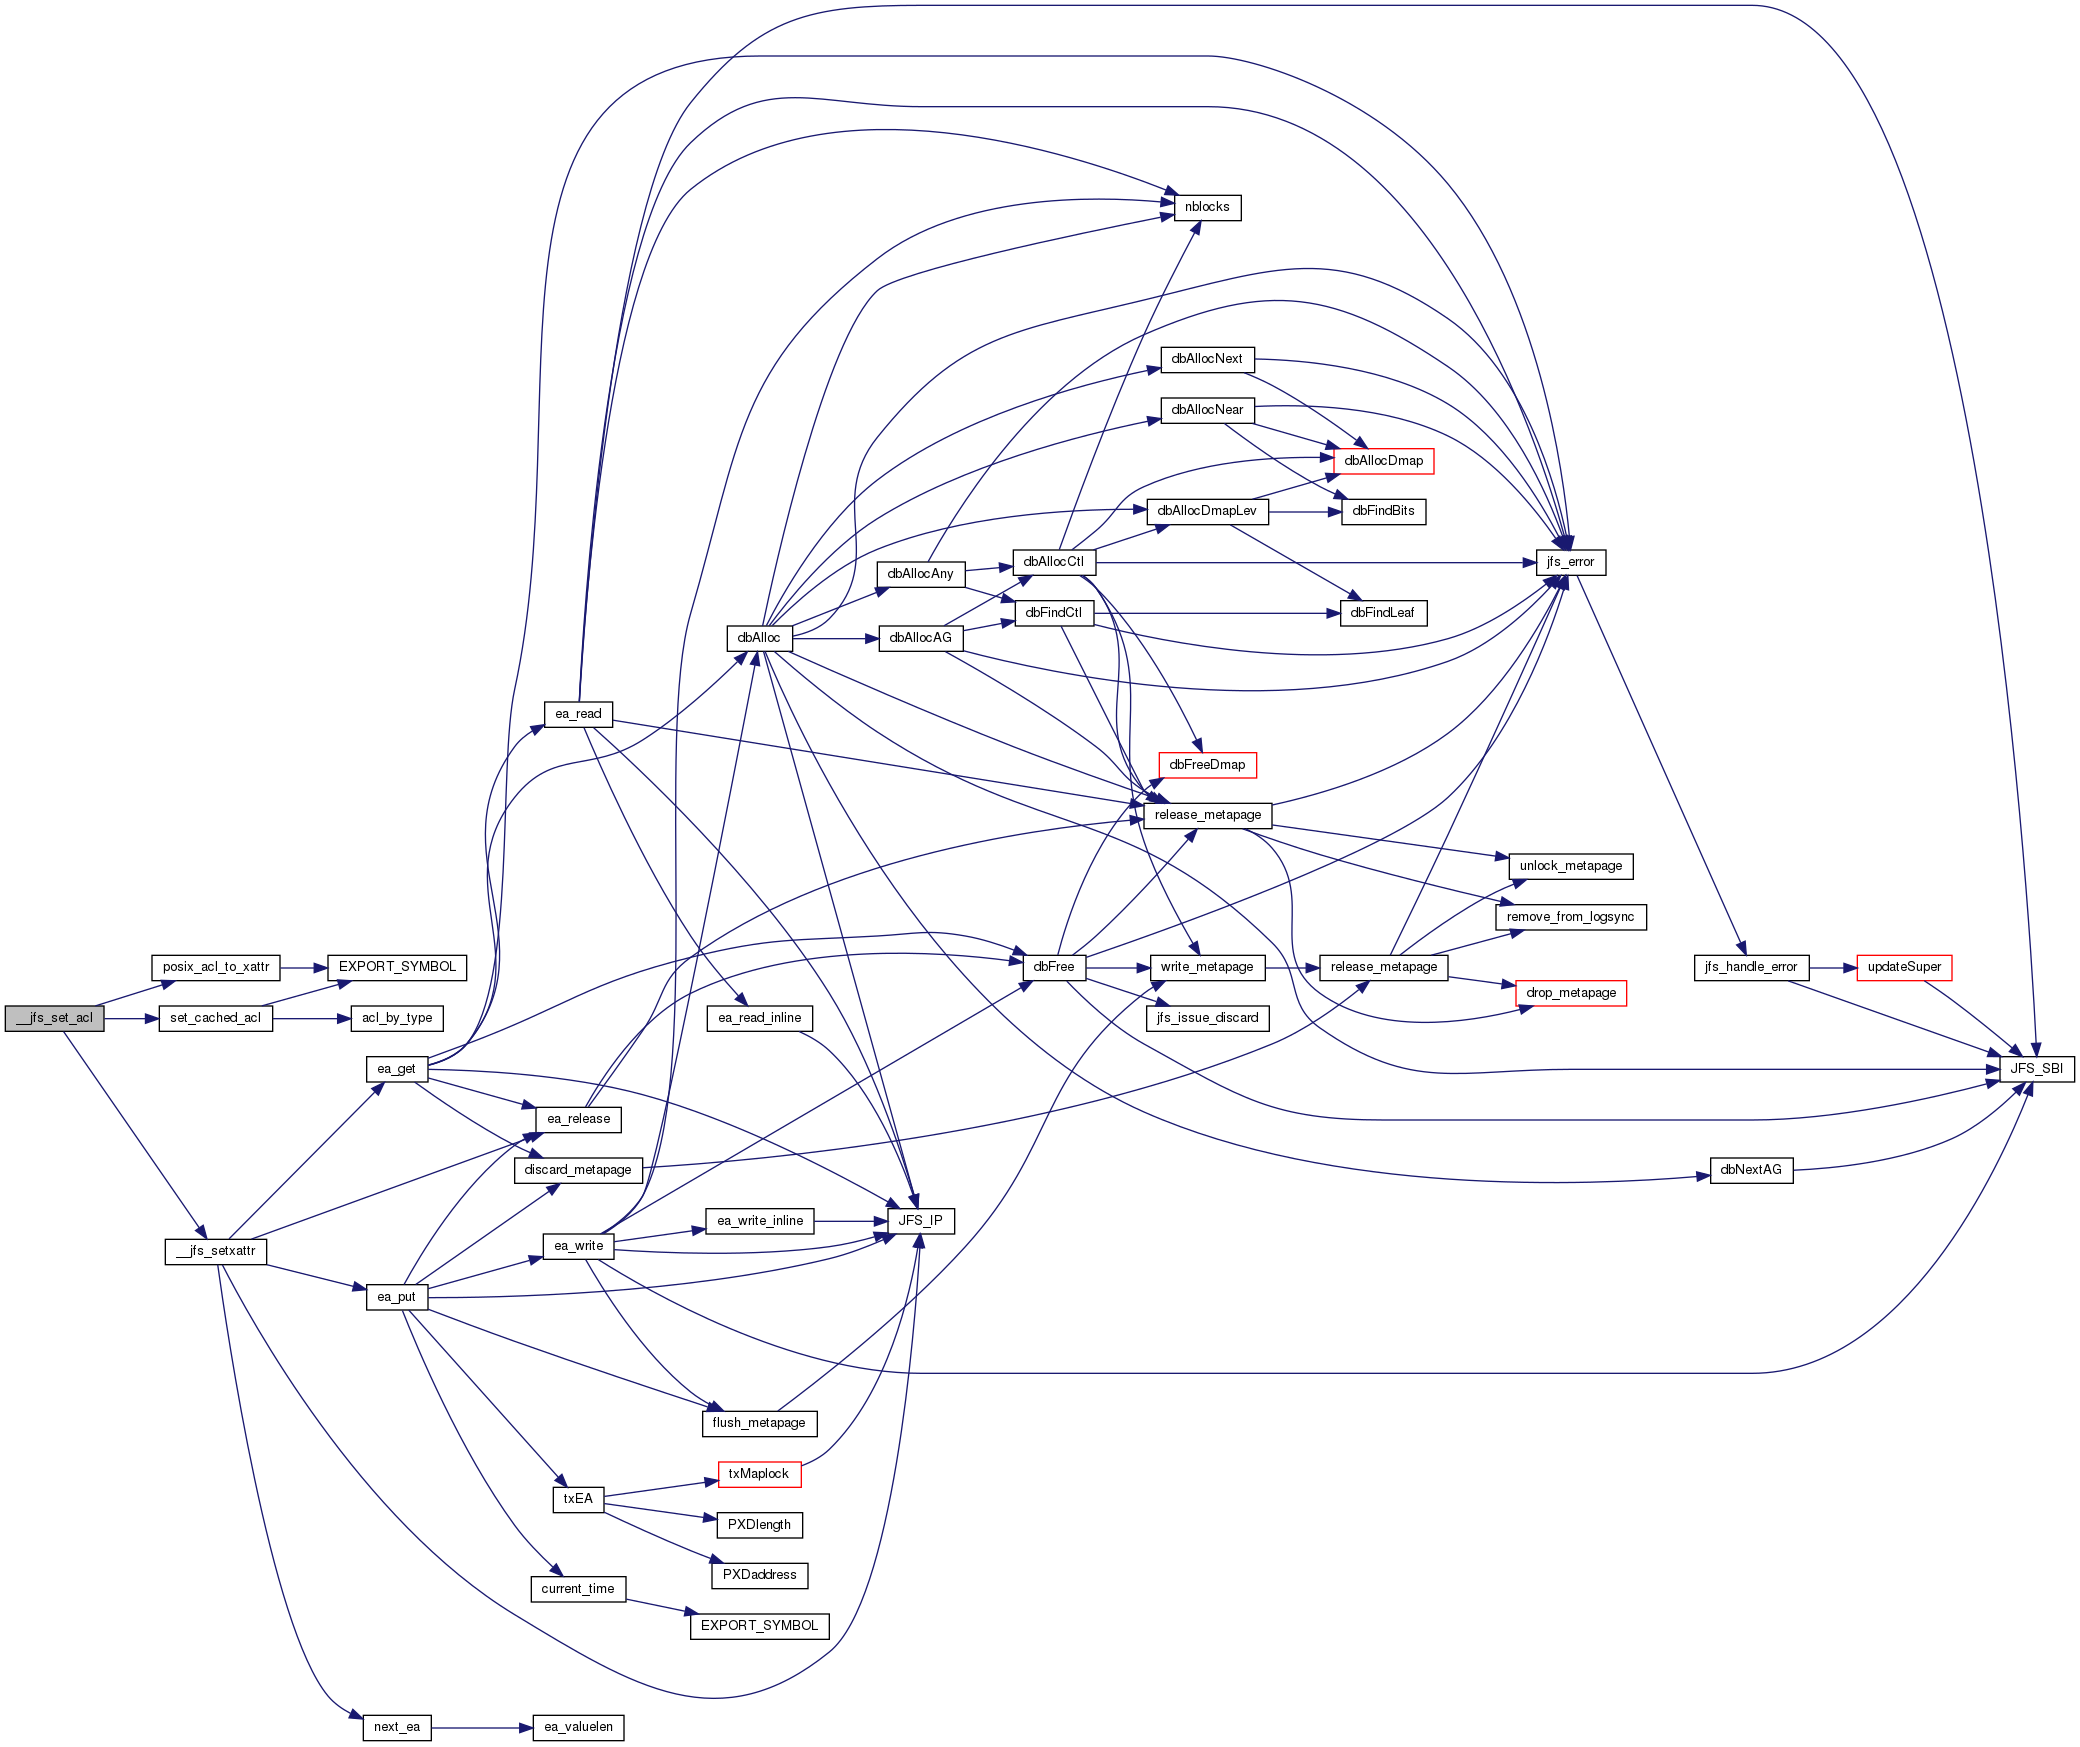 nblocks
dbAllocNext
dbAllocNear
dbAllocDmap
dbAllocDmapLev
dbFindBits
dbAllocCtl
jfs_error
dbAllocAny
dbFindCtl
dbFindLeaf
dbAlloc
dbAllocAG
ea_read
dbFreeDmap
release_metapage
unlock_metapage
remove_from_logsync
posix_acl_to_xattr
EXPORT_SYMBOL
dbFree
write_metapage
release_metapage
jfs_handle_error
updateSuper
drop_metapage
__jfs_set_acl
set_cached_acl
acl_by_type
ea_read_inline
jfs_issue_discard
ea_get
JFS_SBI
ea_release
discard_metapage
dbNextAG
ea_write_inline
JFS_IP
__jfs_setxattr
ea_write
ea_put
flush_metapage
txMaplock
txEA
PXDlength
PXDaddress
current_time
EXPORT_SYMBOL
next_ea
ea_valuelen